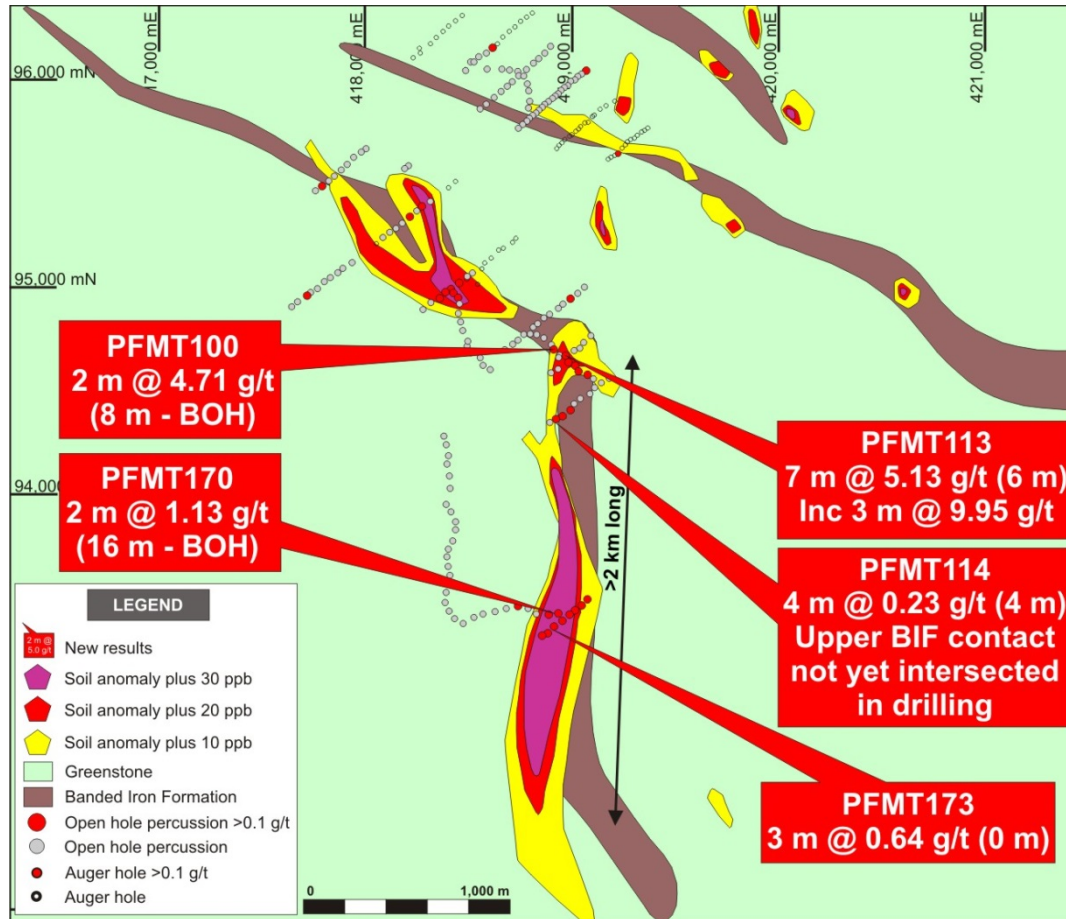 17,000 mE
418,000 mE
419,000 mE
420,000 mE
421,000 mE
96,000 mN
95,000 mN
94,000
PFMT100
2 m @ 4.71 g/t
(8 m - BOH)
PFMT170
2 m @ 1.13 g/t
(16 m - BOH)
>2 km long
PFMT113
7 m @ 5.13 g/t (6 m)
Inc 3 m @ 9.95 g/t
PFMT114
4 m @ 0.23 g/t (4 m)
Upper BIF contact
not yet intersected
in drilling
PFMT173
3 m @ 0.64 g/t (0 m)
LEGEND
2 m @
5.0 g/t
New results
Soil anomaly plus 30 ppb
Soil anomaly plus 20 ppb
Soil anomaly plus 10 ppb
Greenstone
Banded Iron Formation
Open hole percussion >0.1 g/t
Open hole percussion
Auger hole >0.1 g/t
Auger hole
0
1,000 m